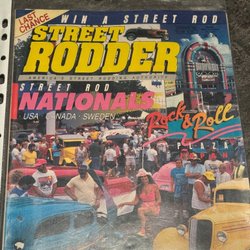 LAST
CHANCE
WIN A STREET ROD
STREET
RODDER
AMERICA'S STREET RODDING AUTHORITY
STREET ROD
NATIONALS
USA CANADA SWEDEN
Rock & Roll
PLAZA